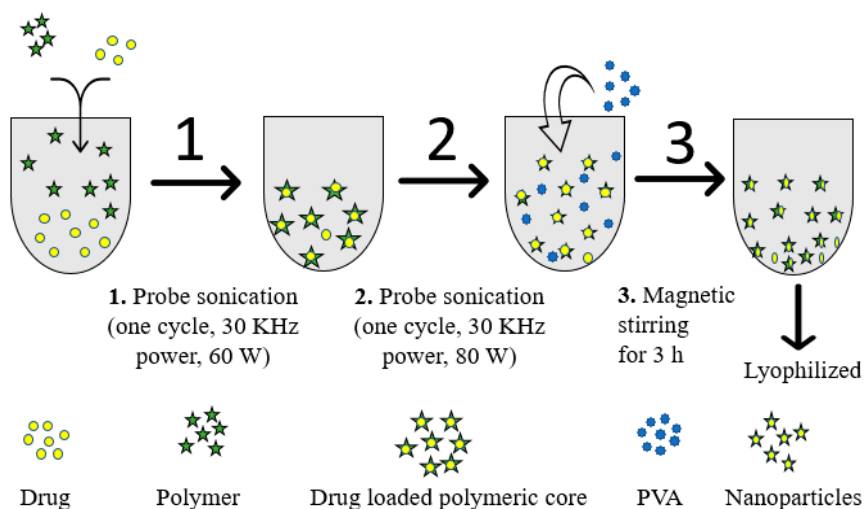 1
2
3
1. Probe sonication
(one cycle, 30 KHz
power, 60 W)
2. Probe sonication
(one cycle, 30 KHz
power, 80 W)
3. Magnetic
stirring
for 3 h
Lyophilized
Drug
Polymer
Drug loaded polymeric core
PVA
Nanoparticles